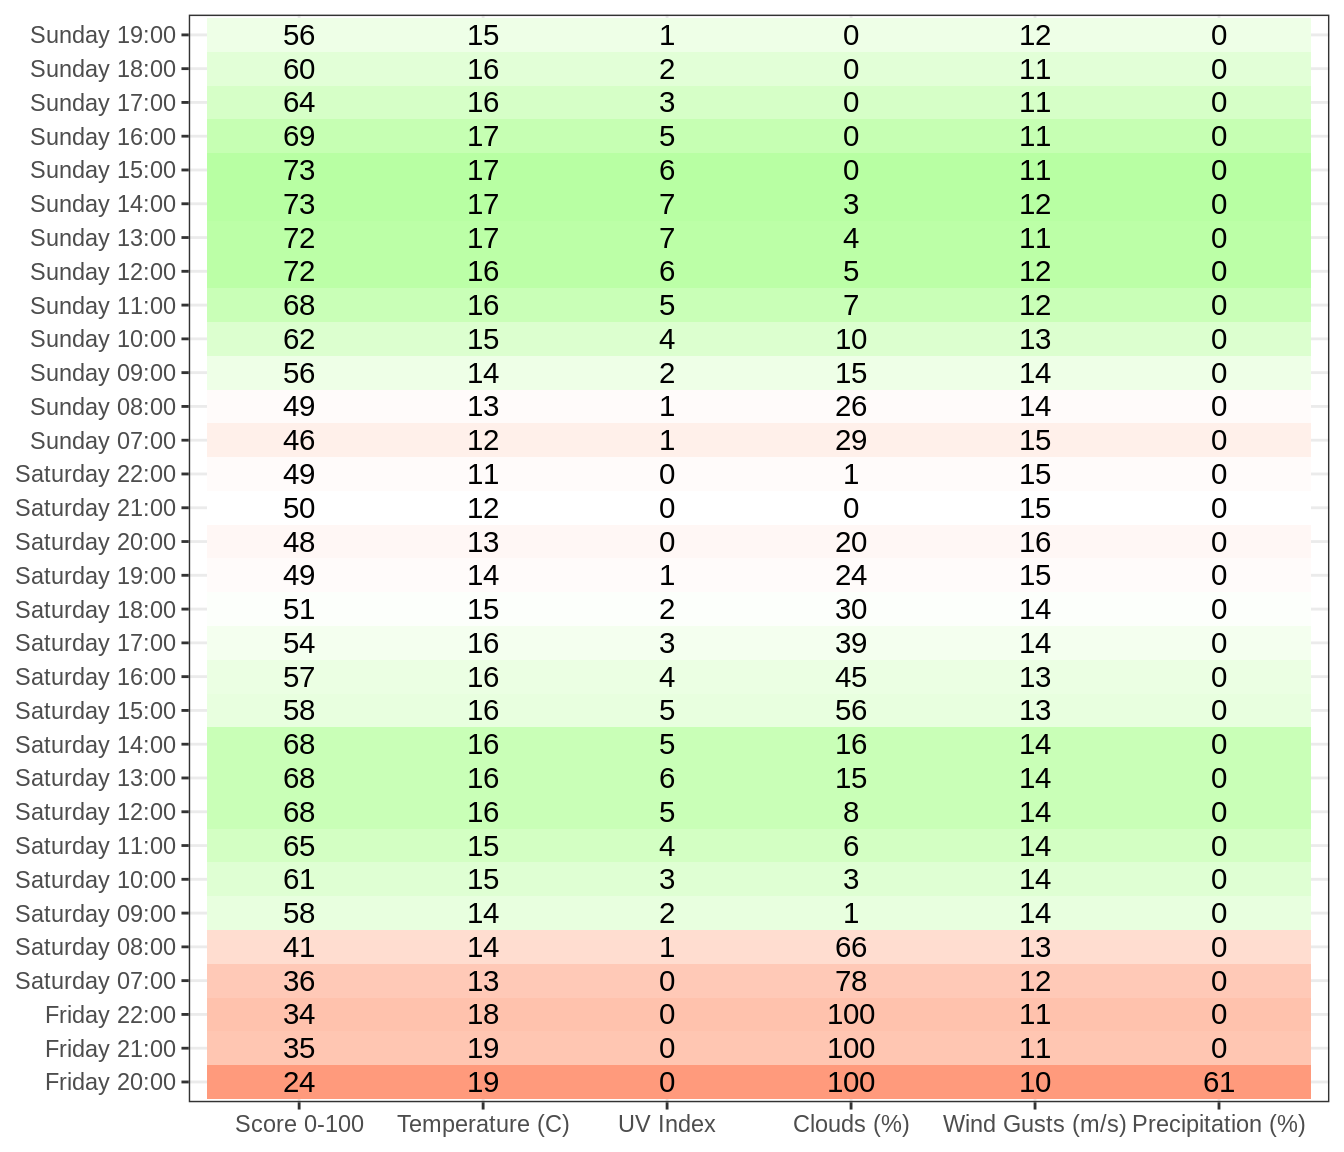 Sunday 19:00 56 15 1 0 12 0
Sunday 18:00 60 16 2 0 11 0
Sunday 17:00 64 16 3 0 11 0
Sunday 16:00 69 17 5 0 11 0
Sunday 15:00 73 17 6 0 11 0
Sunday 14:00 73 17 7 3 12 0
Sunday 13:00 72 17 7 4 11 0
Sunday 12:00 72 16 6 5 12 0
Sunday 11:00 68 16 5 7 12 0
Sunday 10:00 62 15 4 10 13 0
Sunday 09:00 56 14 2 15 14 0
Sunday 08:00 49 13 1 26 14 0
Sunday 07:00 46 12 1 29 15 0
Saturday 22:00 49 11 0 1 15 0
Saturday 21:00 50 12 0 0 15 0
Saturday 20:00 48 13 0 20 16 0
Saturday 19:00 49 14 1 24 15 0
Saturday 18:00 51 15 2 30 14 0
Saturday 17:00 54 16 3 39 14 0
Saturday 16:00 57 16 4 45 13 0
Saturday 15:00 58 16 5 56 13 0
Saturday 14:00 68 16 5 16 14 0
Saturday 13:00 68 16 6 15 14 0
Saturday 12:00 68 16 5 8 14 0
Saturday 11:00 65 15 4 6 14 0
Saturday 10:00 61 15 3 3 14 0
Saturday 09:00 58 14 2 1 14 0
Saturday 08:00 41 14 1 66 13 0
Saturday 07:00 36 13 0 78 12 0
Friday 22:00 34 18 0 100 11 0
Friday 21:00 35 19 0 100 11 0
Friday 20:00 24 19 0 100 10 61
Score 0-100 Temperature (C) UV Index Clouds (%) Wind Gusts (m/s) Precipitation (%)